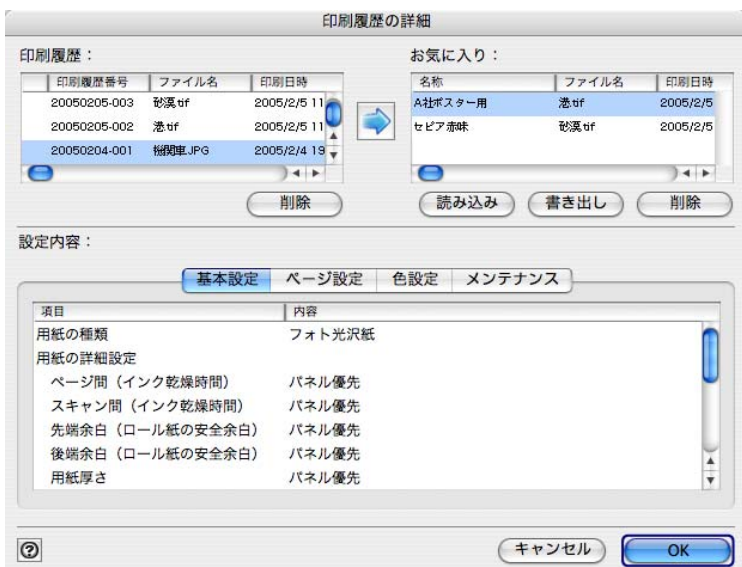 印刷履歴の詳細
印刷履歴：
印刷履歴番号 ファイル名 印刷日時
20050205-003 砂漠.tif 2005/2/5 11
20050205-002 港.tif 2005/2/5 11
20050204-001 機関車.JPG 2005/2/4 19
削除
お気に入り：
名称 ファイル名 印刷日時
A社ポスター用 港.tif 2005/2/5
セピア赤味 砂漠.tif 2005/2/5
読み込み 書き出し 削除
設定内容：
基本設定 ページ設定 色設定 メンテナンス
項目 内容
用紙の種類 フォト光沢紙
用紙の詳細設定
ページ間（インク乾燥時間） パネル優先
スキャン間（インク乾燥時間） パネル優先
先端余白（ロール紙の安全余白） パネル優先
後端余白（ロール紙の安全余白） パネル優先
用紙厚さ パネル優先
? キャンセル OK